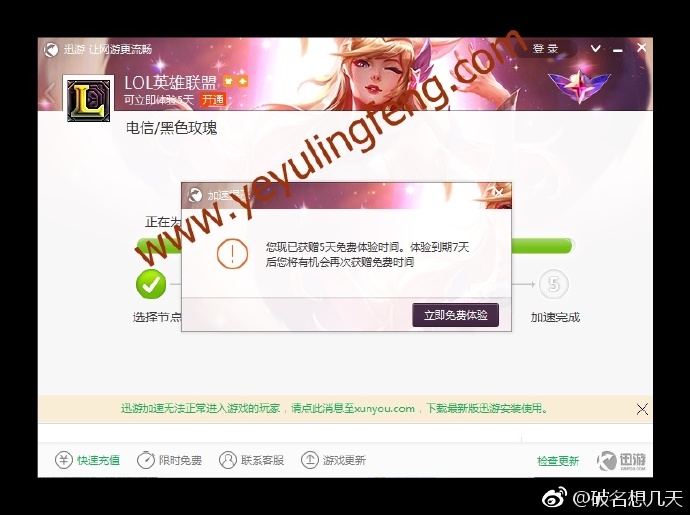 迅游 让网游更流畅
登 录
LOL英雄联盟
可立即体验5天 开通
电信/黑色玫瑰
www.yeyulingfeng.com
加速
正在为
您现已获赠5天免费体验时间。体验到期7天
后您将有机会再次获赠免费时间
立即免费体验
5
选择节点
加速完成
迅游加速无法正常进入游戏的玩家，请点此消息至xunyou.com，下载最新版迅游安装使用。
快速充值
限时免费
联系客服
游戏更新
检查更新
迅游
@破名想几天